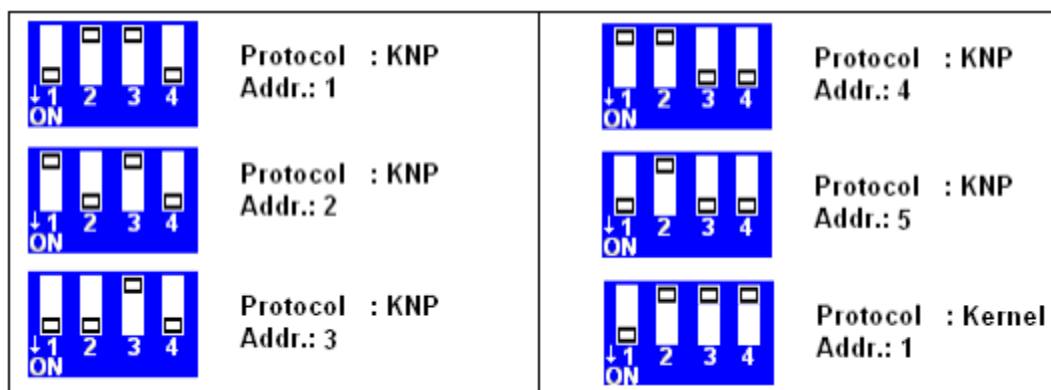 Protocol : KNP
Addr.: 1
↓1 2 3 4
ON
Protocol : KNP
Addr.: 2
↓1 2 3 4
ON
Protocol : KNP
Addr.: 3
↓1 2 3 4
ON
Protocol : KNP
Addr.: 4
↓1 2 3 4
ON
Protocol : KNP
Addr.: 5
↓1 2 3 4
ON
Protocol : Kernel
Addr.: 1
↓1 2 3 4
ON